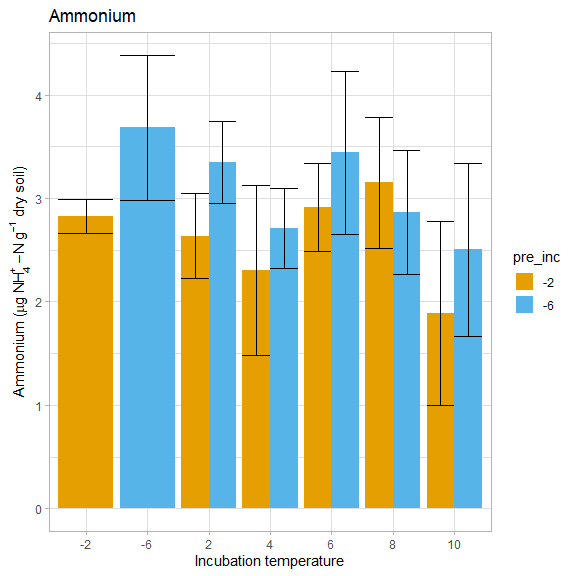 Ammonium
Ammonium (μg NH₄⁺ −N g⁻¹ dry soil)
4
3
2
1
0
-2 -6 2 4 6 8 10
Incubation temperature
pre_inc
-2
-6